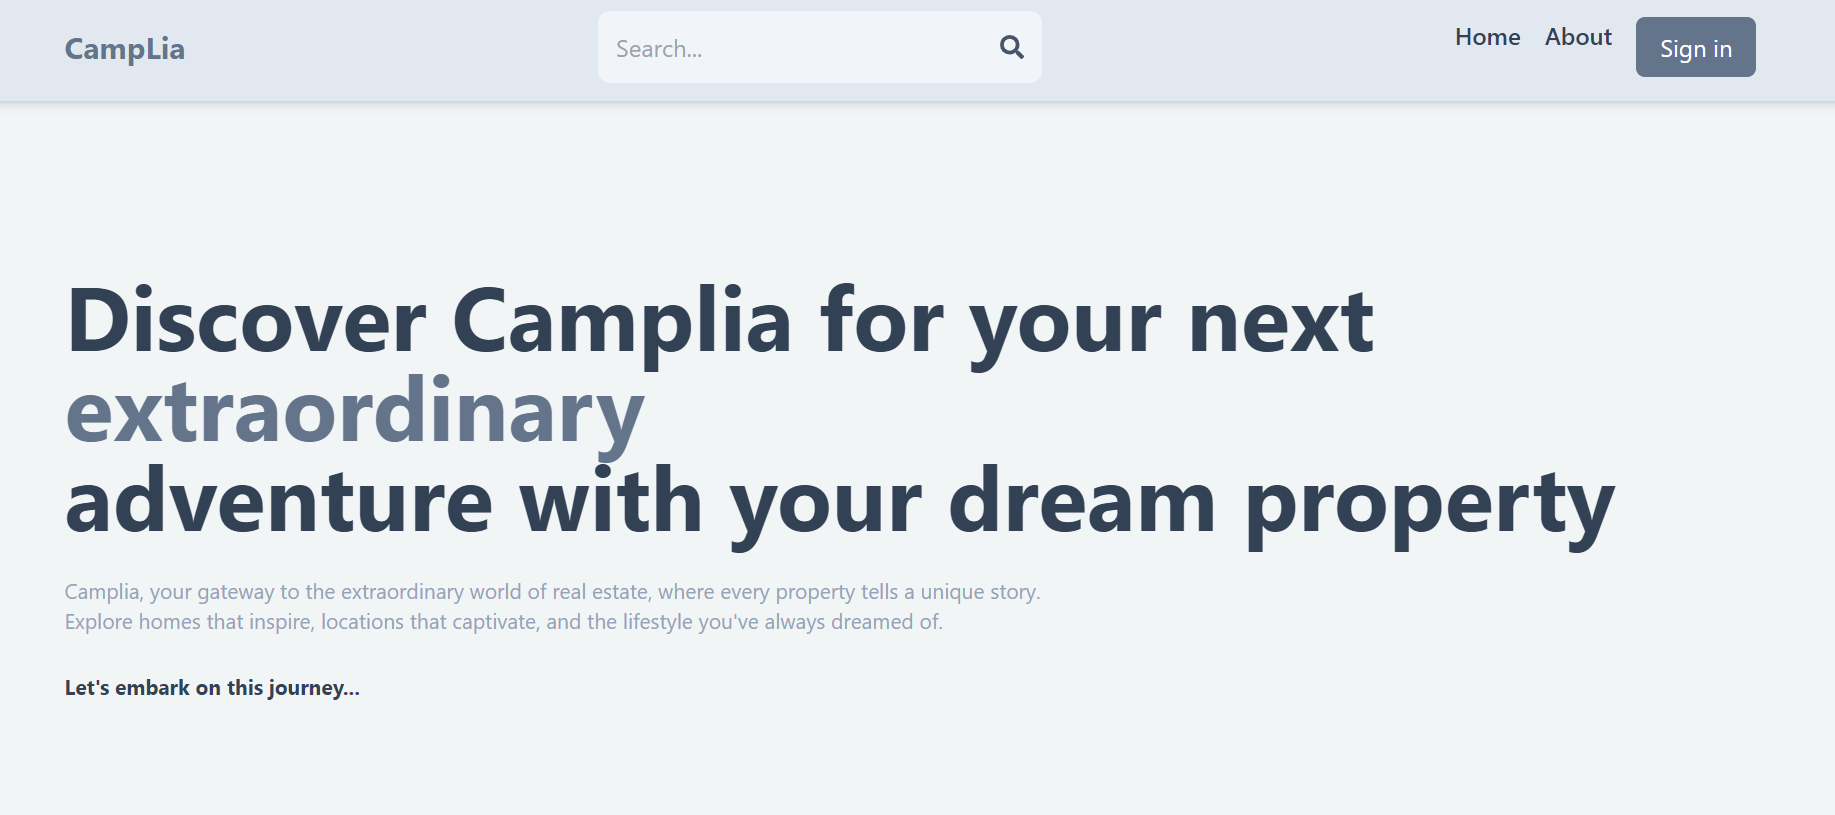 CampLia
Search...
Home
About
Sign in
Discover Camplia for your next
extraordinary
adventure with your dream property
Camplia, your gateway to the extraordinary world of real estate, where every property tells a unique story.
Explore homes that inspire, locations that captivate, and the lifestyle you've always dreamed of.
Let's embark on this journey...